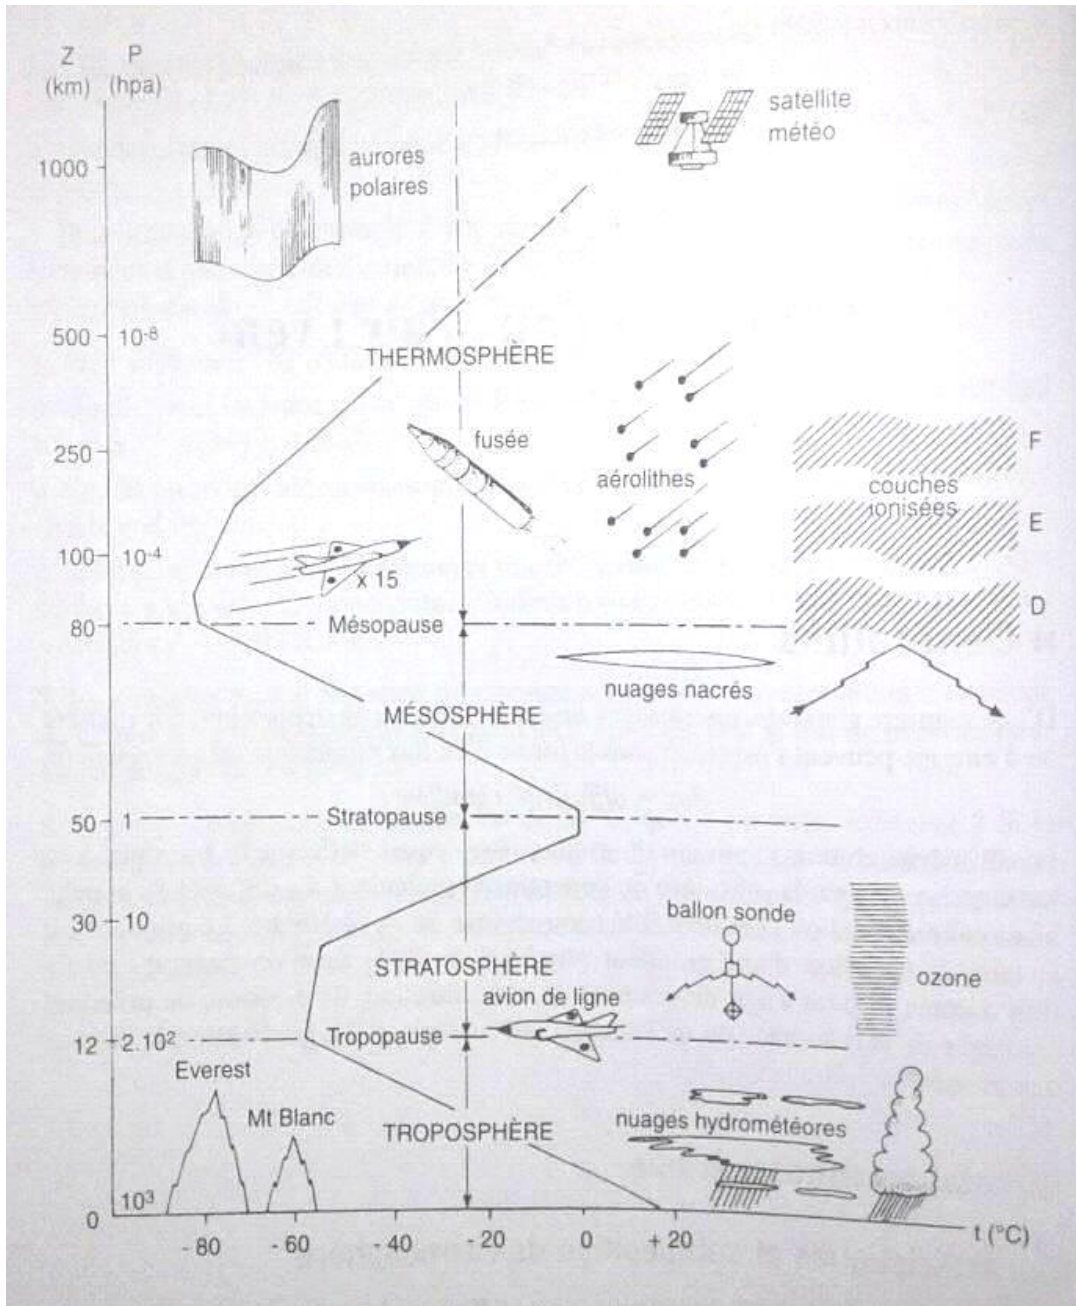 Z
(km)
P
(hpa)
satellite
météo
aurores
polaires
1000
500
10-8
THERMOSPHÈRE
fusée
250
aérolithes
F
couches
ionisées
E
100
10-4
x 15
D
80
Mésopause
nuages nacrés
MÉSOSPHÈRE
50
1
Stratopause
30
10
ballon sonde
STRATOSPHÈRE
avion de ligne
ozone
12
2.10²
Tropopause
Everest
Mt Blanc
TROPOSPHÈRE
nuages hydrométéores
10³
0
- 80
- 60
- 40
- 20
0
+ 20
t (°C)